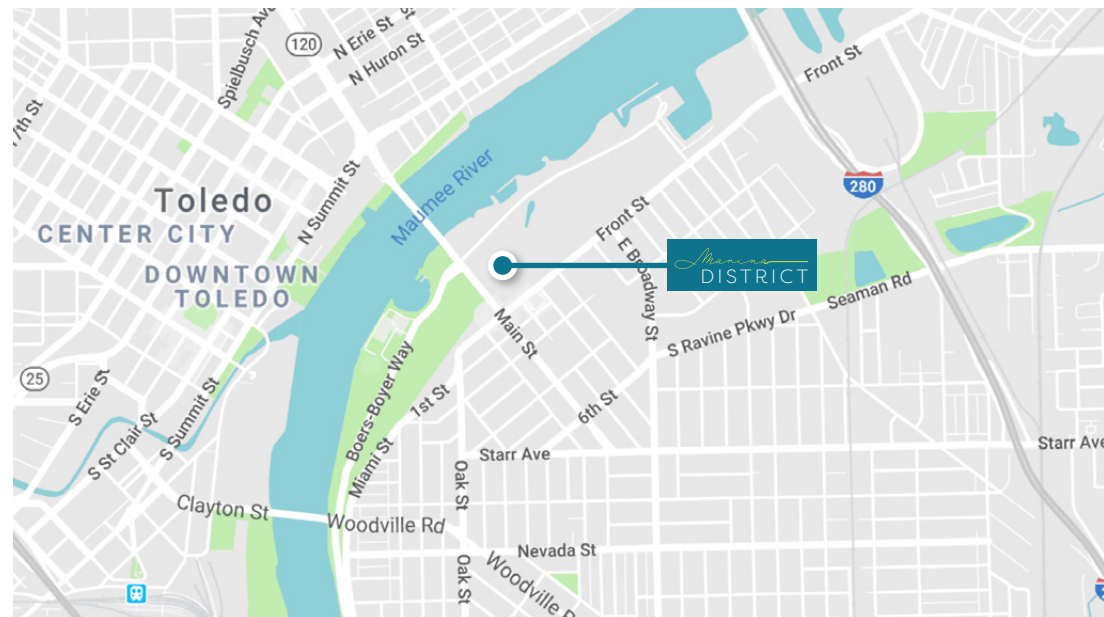 Spielbusch Ave
120
N Erie St
St
N Huron St
Front St
17th St
Maumee River
280
Toledo
CENTER CITY
N Summit St
DOWNTOWN
TOLEDO
Front St
E Broadway St
Marina
DISTRICT
Seaman Rd
S Ravine Pkwy Dr
Main St
25
S Erie St
S Summit St
S St Clair St
Boers-Boyer Way
1st St
6th St
Miami St
Starr Ave
Starr Ave
Oak St
Clayton St
Woodville Rd
Nevada St
Oak St
Woodville R